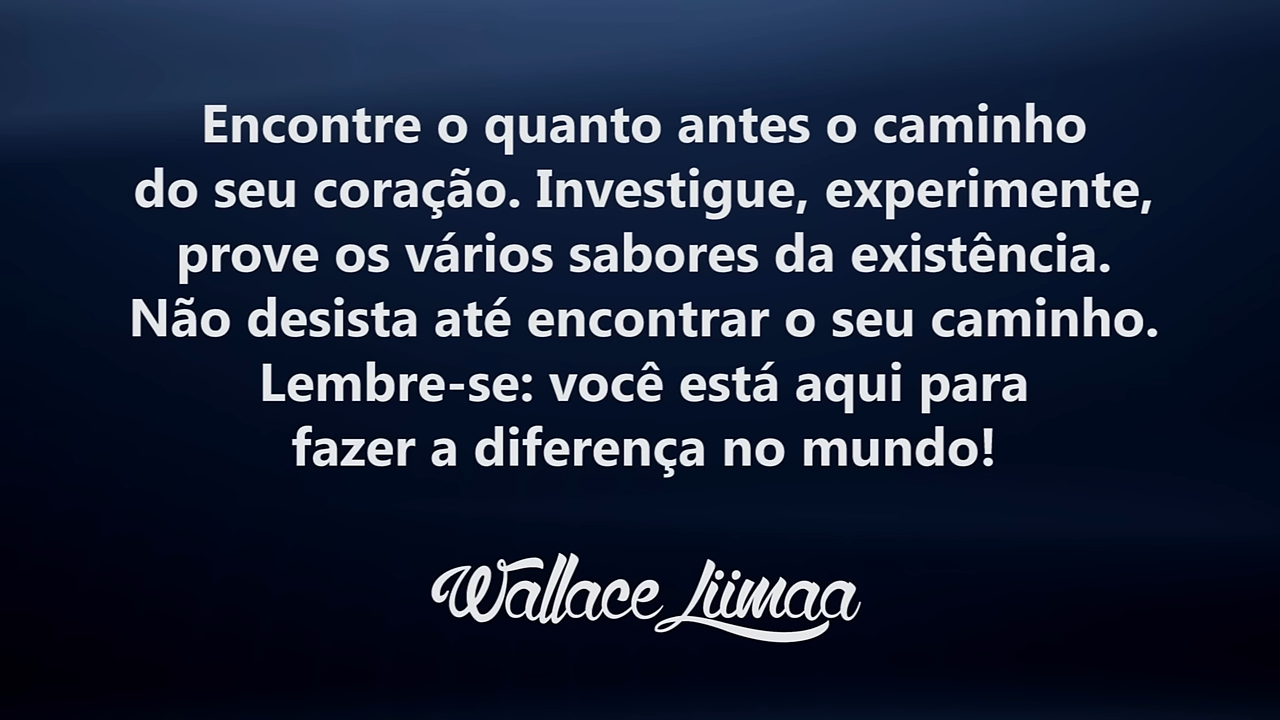 Encontre o quanto antes o caminho
do seu coração. Investigue, experimente,
prove os vários sabores da existência.
Não desista até encontrar o seu caminho.
Lembre-se: você está aqui para
fazer a diferença no mundo!
Wallace Liimaa